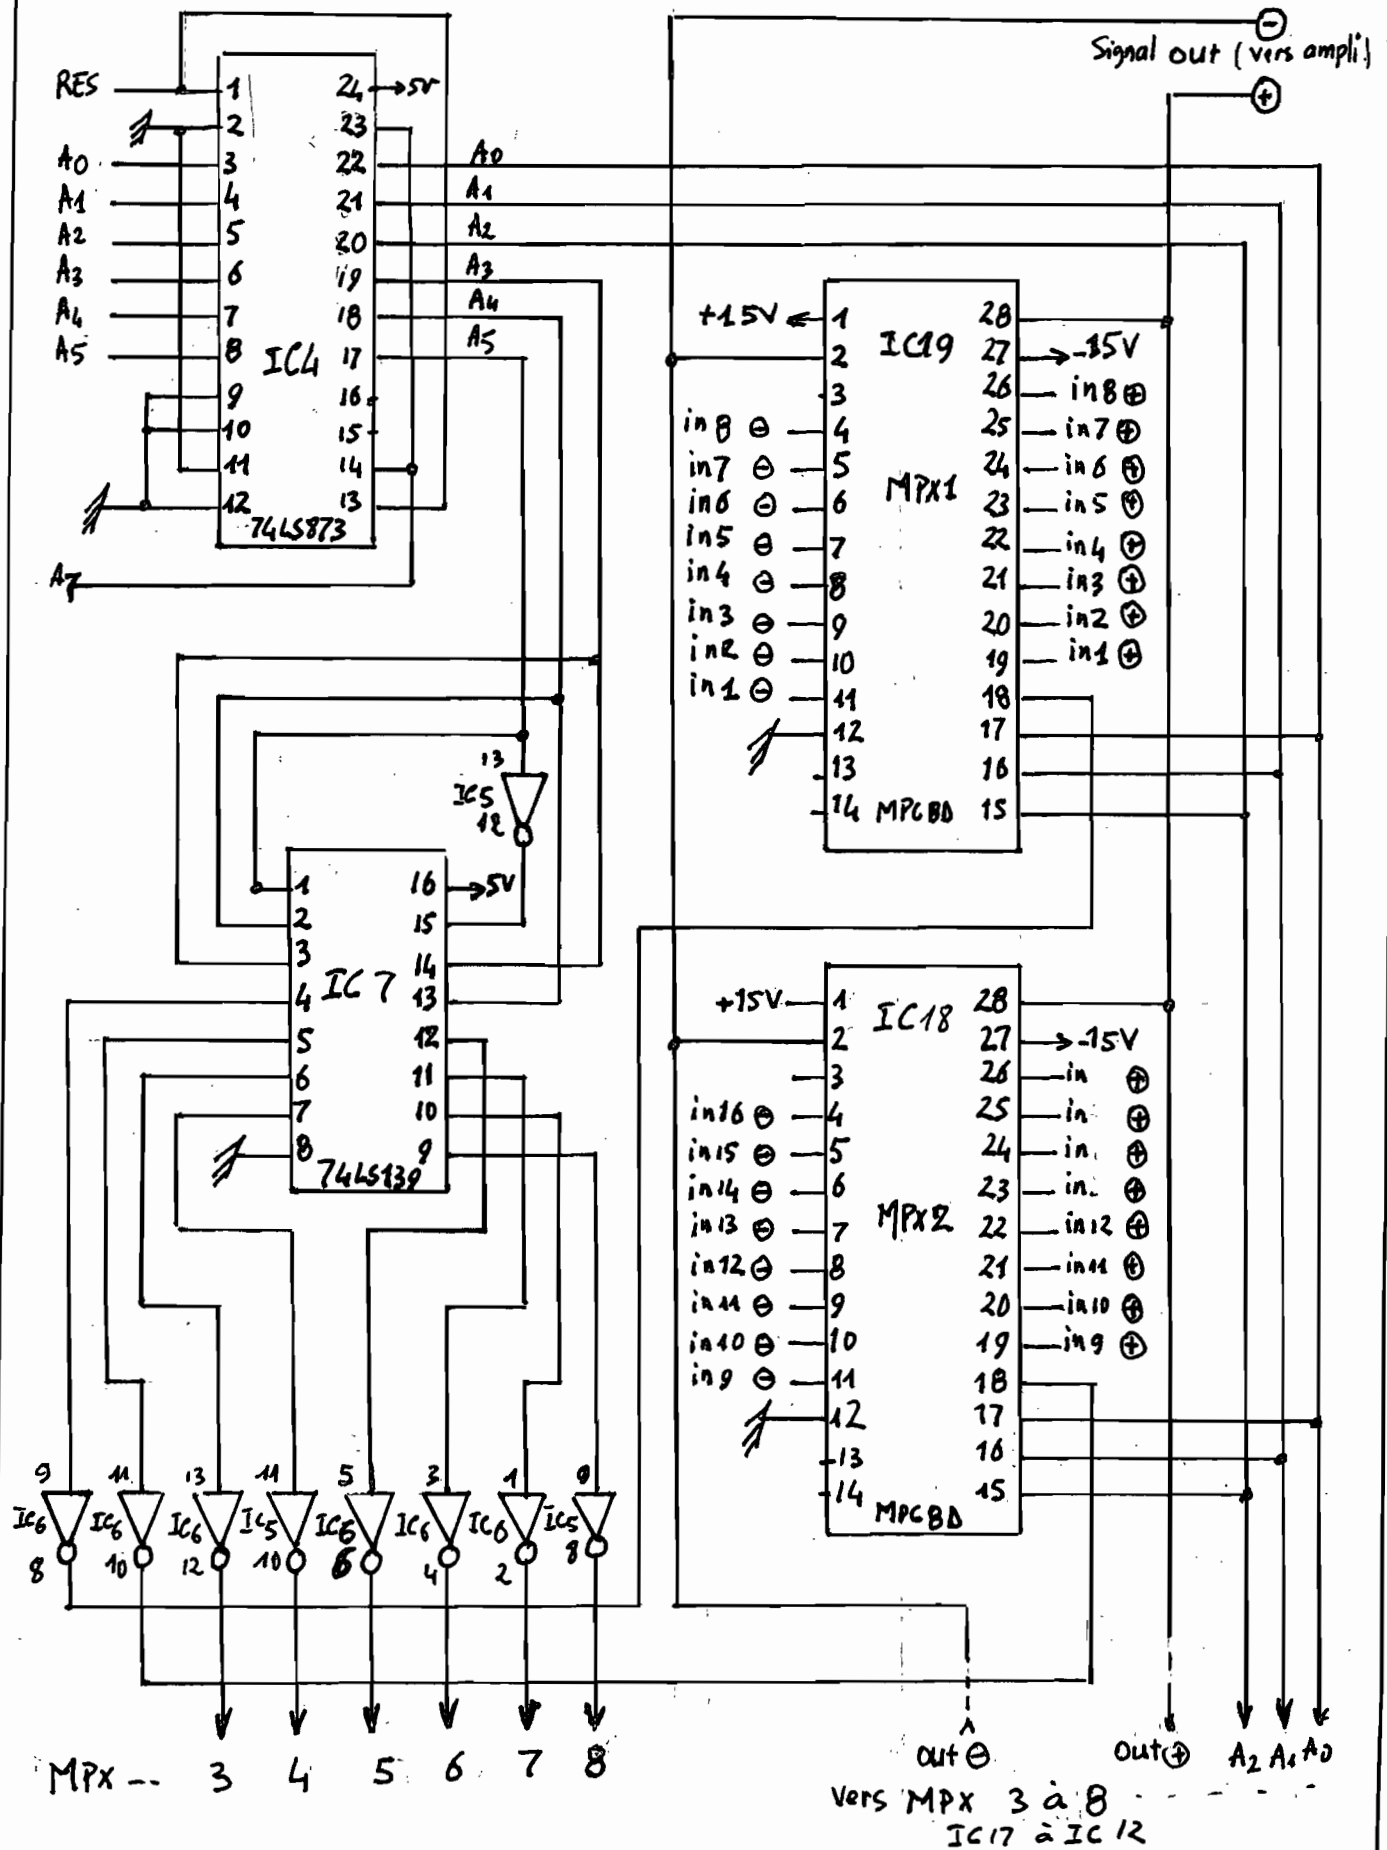 ⊖
Signal out (vers ampli)
⊕
RES 1 24 5V
2 23
A0 3 22 A0
A1 4 21 A1
A2 5 20 A2
A3 6 19 A3
A4 7 18 A4
A5 8 17 A5
IC4
9 16
10 15
11 14
12 13
74LS873
A7
+15V 1 28
IC19
2 27 -15V
3 26 in8 ⊕
in8 ⊖ 4 25 in7 ⊕
in7 ⊖ 5 24 in6 ⊕
MPX1
in6 ⊖ 6 23 in5 ⊕
in5 ⊖ 7 22 in4 ⊕
in4 ⊖ 8 21 in3 ⊕
in3 ⊖ 9 20 in2 ⊕
in2 ⊖ 10 19 in1 ⊕
in1 ⊖ 11 18
12 17
13 16
14 MPC8D 15
13
IC5
12
1 16 5V
2 15
3 14
IC7
4 13
5 12
6 11
7 10
8 9
74LS139
+15V 1 28
IC18
2 27 -15V
3 26 in ⊕
in16 ⊖ 4 25 in ⊕
in15 ⊖ 5 24 in ⊕
in14 ⊖ 6 23 in ⊕
MPX2
in13 ⊖ 7 22 in12 ⊕
in12 ⊖ 8 21 in11 ⊕
in11 ⊖ 9 20 in10 ⊕
in10 ⊖ 10 19 in9 ⊕
in9 ⊖ 11 18
12 17
13 16
14 15
MPC8D
9 11 13 11 5 3 1 9
IC6 IC6 IC6 IC5 IC6 IC6 IC6 IC5
8 10 12 10 6 4 2 8
MPX -- 3 4 5 6 7 8
out ⊖ out ⊕ A2 A1 A0
vers MPX 3 à 8 - - - - -
IC17 à IC12